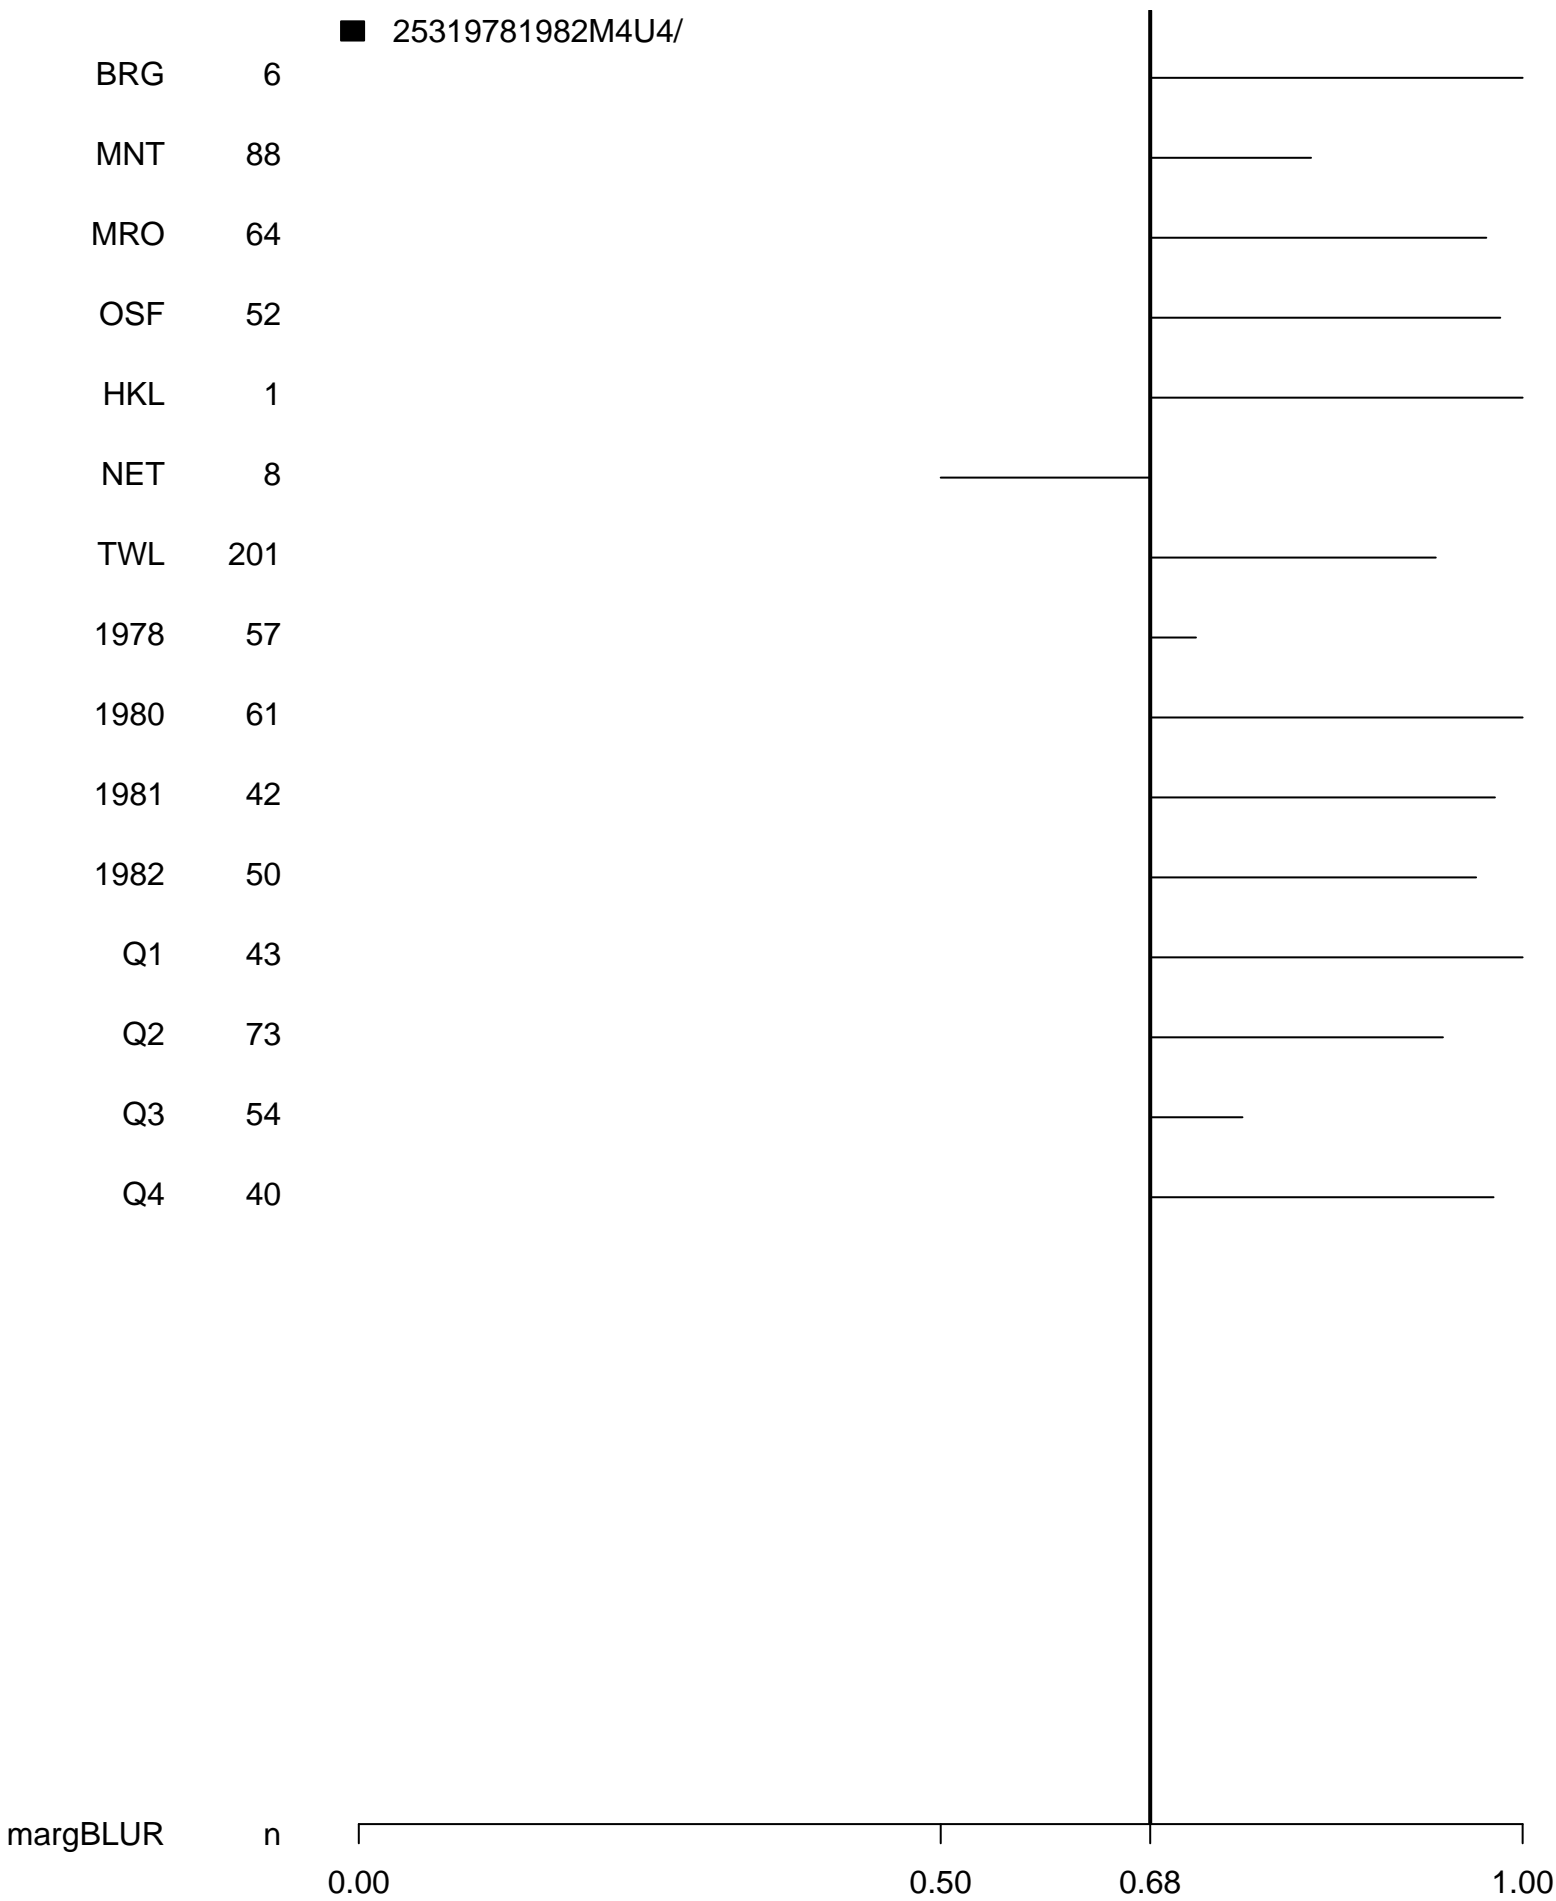 ■ 25319781982M4U4/
BRG 6
MNT 88
MRO 64
OSF 52
HKL 1
NET 8
TWL 201
1978 57
1980 61
1981 42
1982 50
Q1 43
Q2 73
Q3 54
Q4 40
margBLUR n
0.00 0.50 0.68 1.00